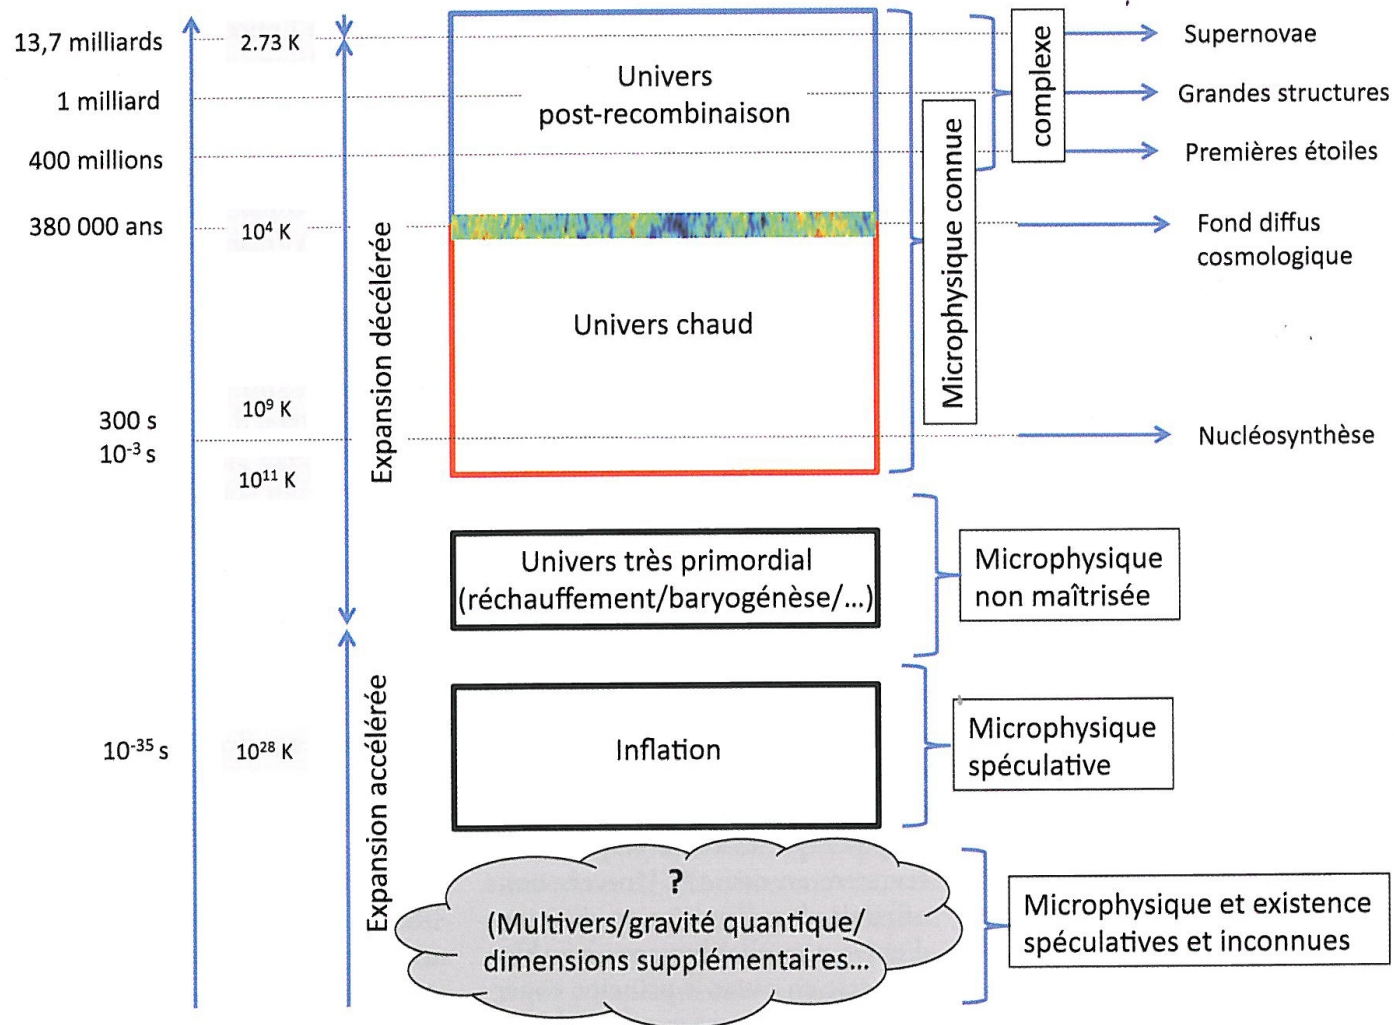 13,7 milliards
2.73 K
1 milliard
400 millions
380 000 ans
10⁴ K
10⁹ K
300 s
10⁻³ s
10¹¹ K
10⁻³⁵ s
10²⁸ K
Expansion décélérée
Expansion accélérée
Univers
post-recombinaison
Univers chaud
Univers très primordial
(réchauffement/baryogénèse/...)
Inflation
?
(Multivers/gravité quantique/
dimensions supplémentaires...
Microphysique connue
complexe
Supernovae
Grandes structures
Premières étoiles
Fond diffus
cosmologique
Nucléosynthèse
Microphysique
non maîtrisée
Microphysique
spéculative
Microphysique et existence
spéculatives et inconnues